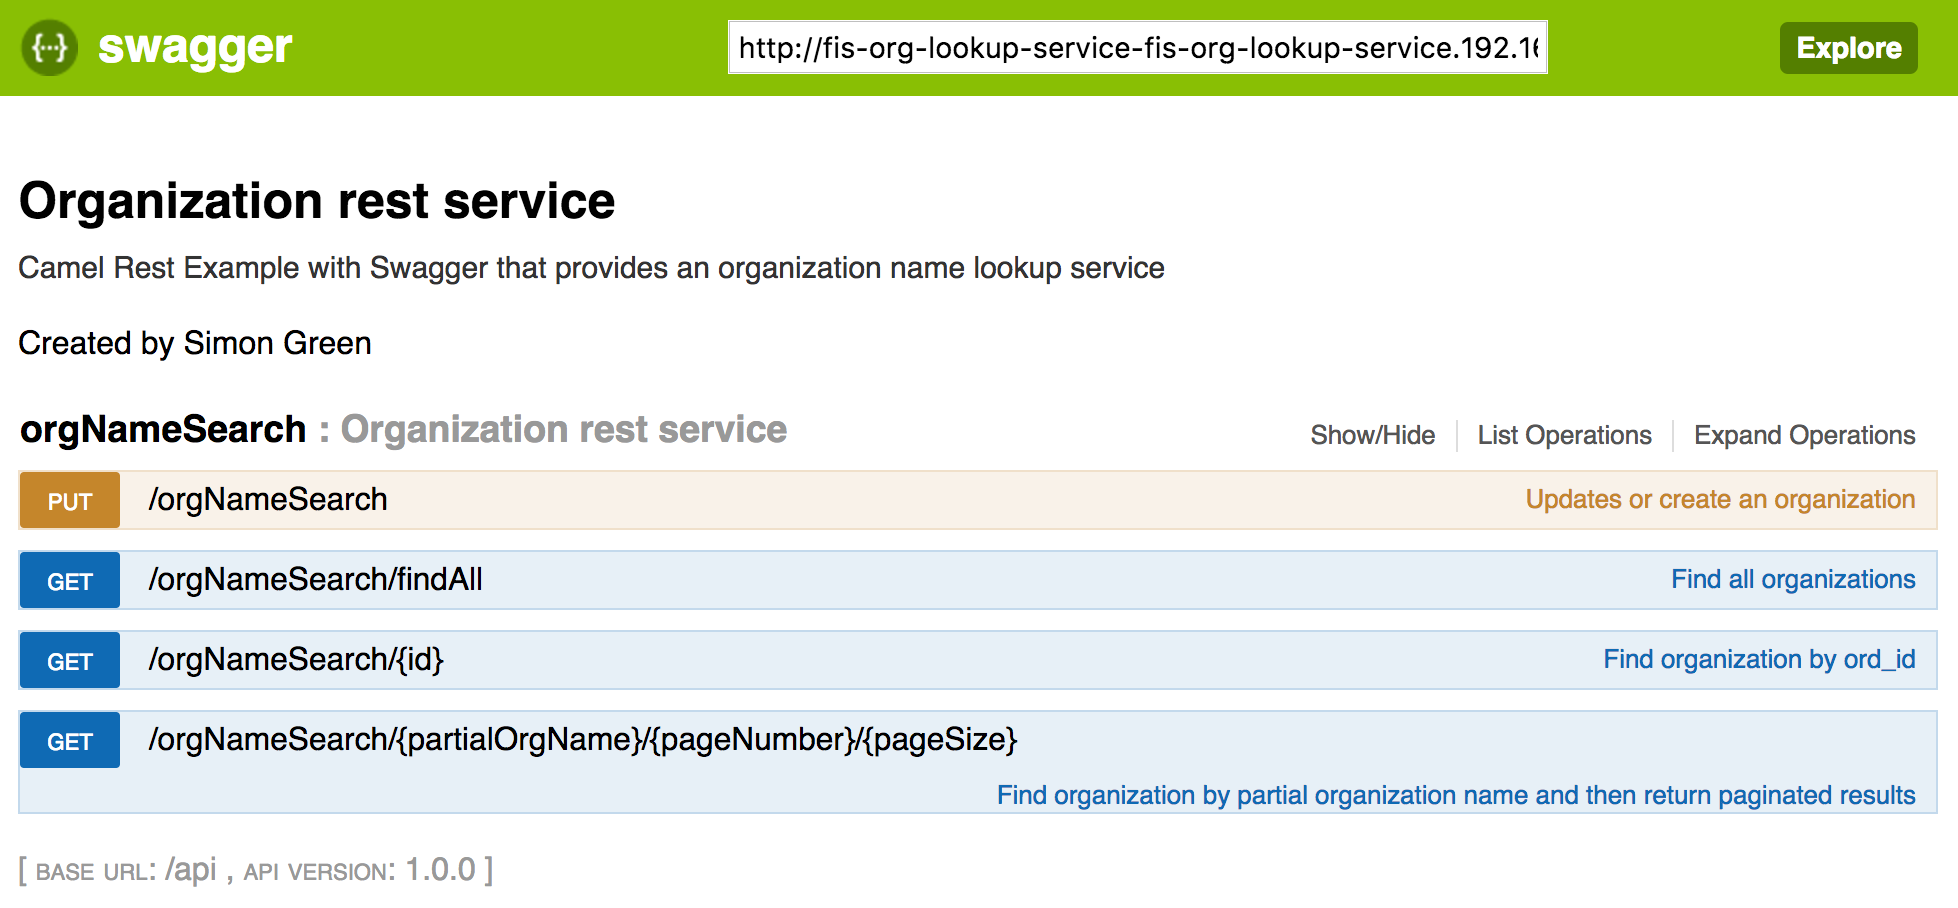 {···} swagger http://fis-org-lookup-service-fis-org-lookup-service.192.16 Explore
Organization rest service
Camel Rest Example with Swagger that provides an organization name lookup service
Created by Simon Green
orgNameSearch : Organization rest service Show/Hide List Operations Expand Operations
PUT /orgNameSearch Updates or create an organization
GET /orgNameSearch/findAll Find all organizations
GET /orgNameSearch/{id} Find organization by ord_id
GET /orgNameSearch/{partialOrgName}/{pageNumber}/{pageSize}
Find organization by partial organization name and then return paginated results
[ BASE URL: /api , API VERSION: 1.0.0 ]